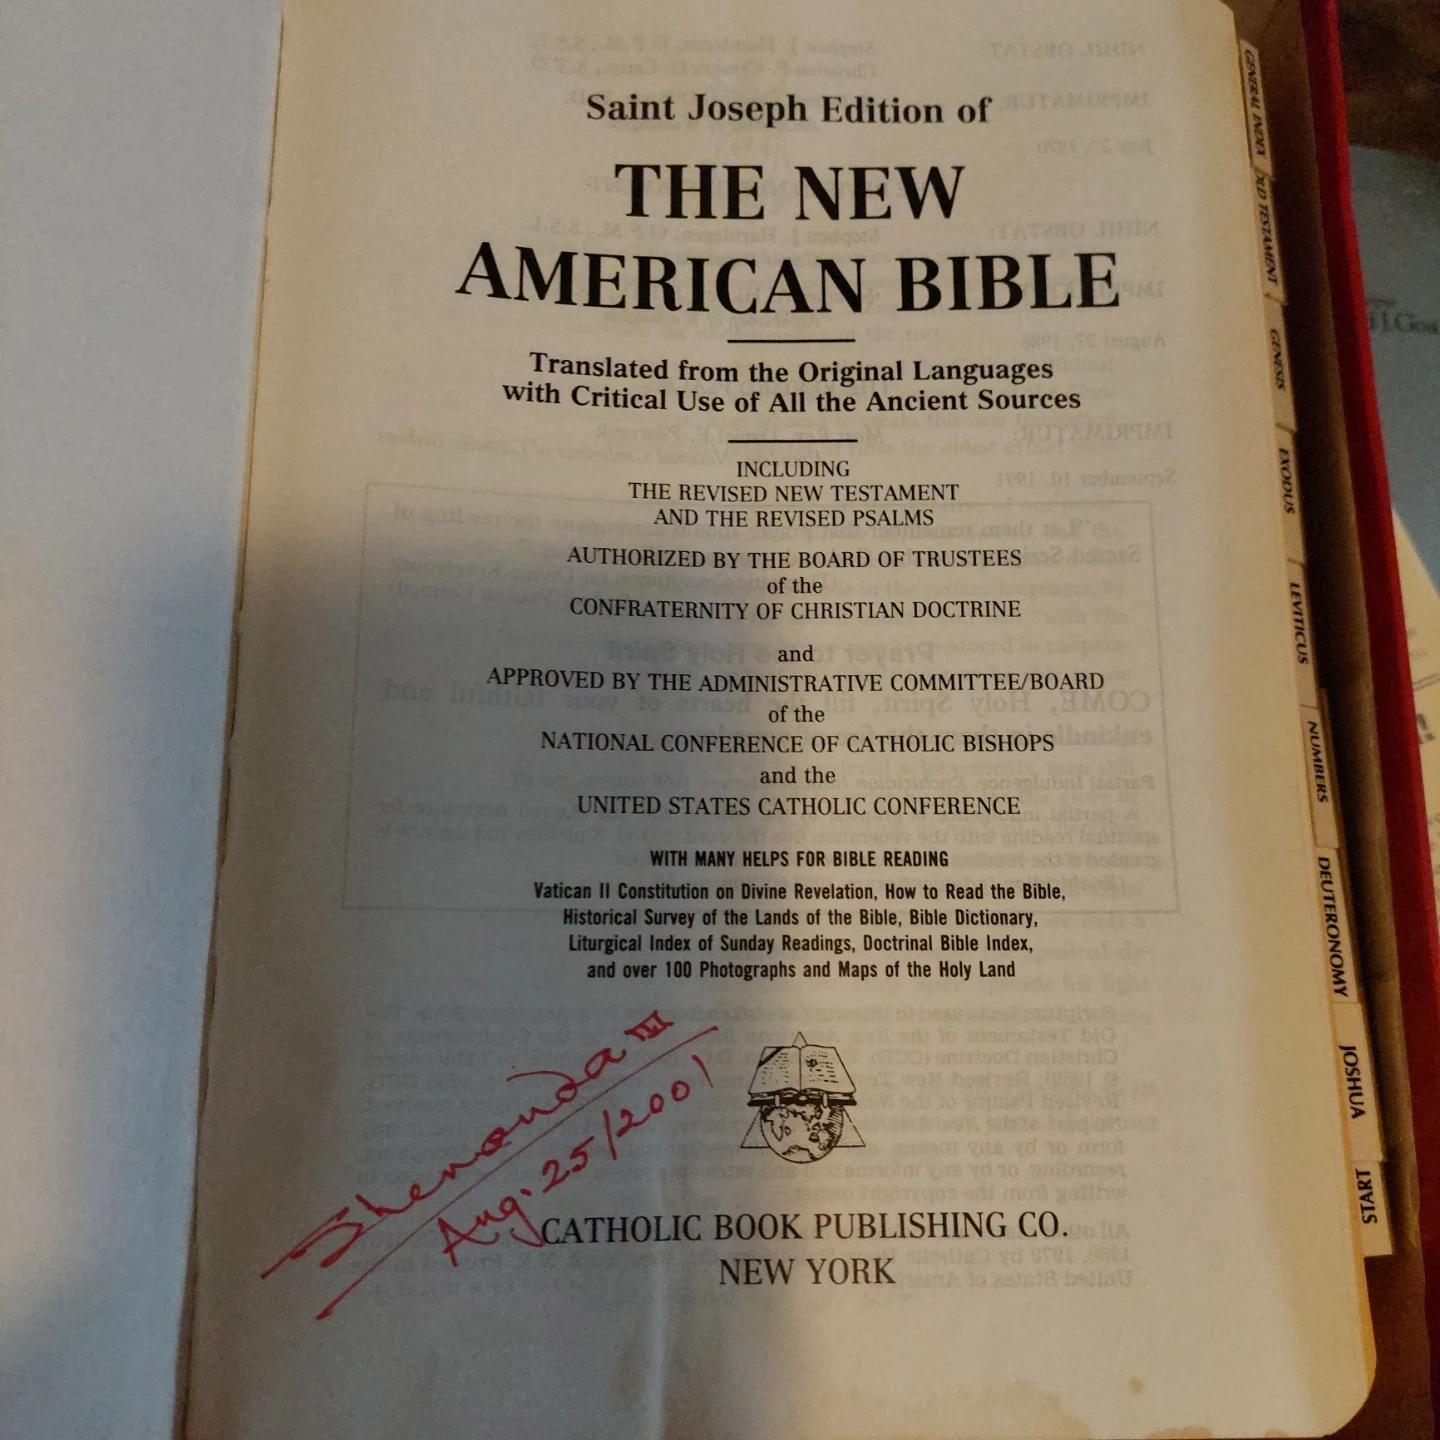 Saint Joseph Edition of
THE NEW
AMERICAN BIBLE
Translated from the Original Languages
with Critical Use of All the Ancient Sources
INCLUDING
THE REVISED NEW TESTAMENT
AND THE REVISED PSALMS
AUTHORIZED BY THE BOARD OF TRUSTEES
of the
CONFRATERNITY OF CHRISTIAN DOCTRINE
and
APPROVED BY THE ADMINISTRATIVE COMMITTEE/BOARD
of the
NATIONAL CONFERENCE OF CATHOLIC BISHOPS
and the
UNITED STATES CATHOLIC CONFERENCE
WITH MANY HELPS FOR BIBLE READING
Vatican II Constitution on Divine Revelation, How to Read the Bible,
Historical Survey of the Lands of the Bible, Bible Dictionary,
Liturgical Index of Sunday Readings, Doctrinal Bible Index,
and over 100 Photographs and Maps of the Holy Land
Aug. 25/2001
CATHOLIC BOOK PUBLISHING CO.
NEW YORK
GENERAL INDEX
OLD TESTAMENT
GENESIS
EXODUS
LEVITICUS
NUMBERS
DEUTERONOMY
JOSHUA
START